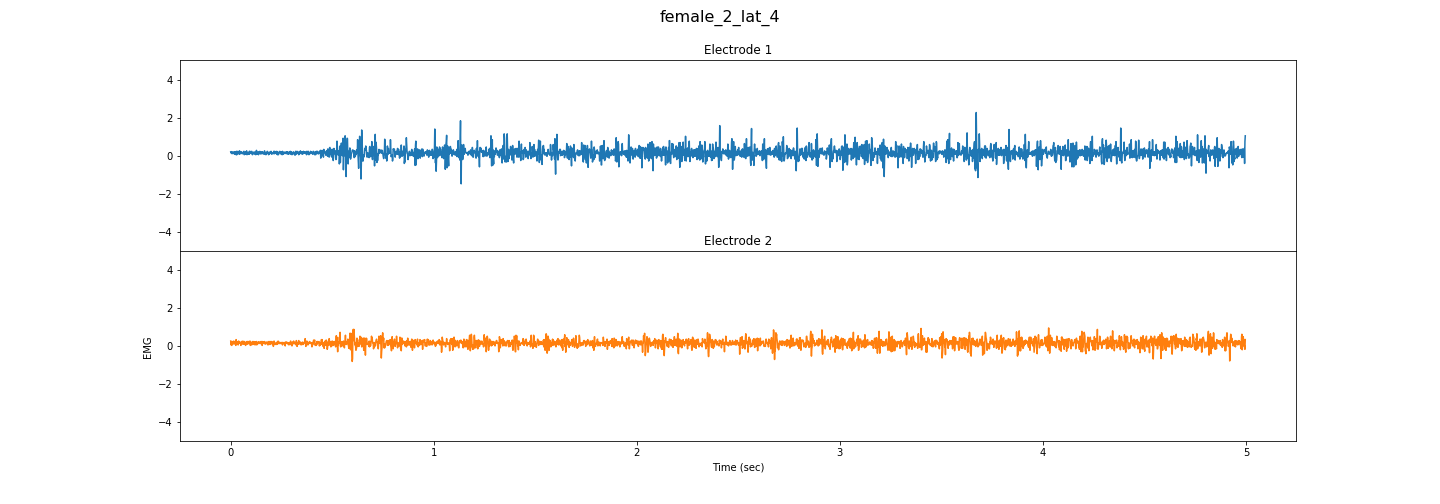 female_2_lat_4
Electrode 1
4
2
0
−2
−4
Electrode 2
4
2
0
−2
−4
EMG
0 1 2 3 4 5
Time (sec)